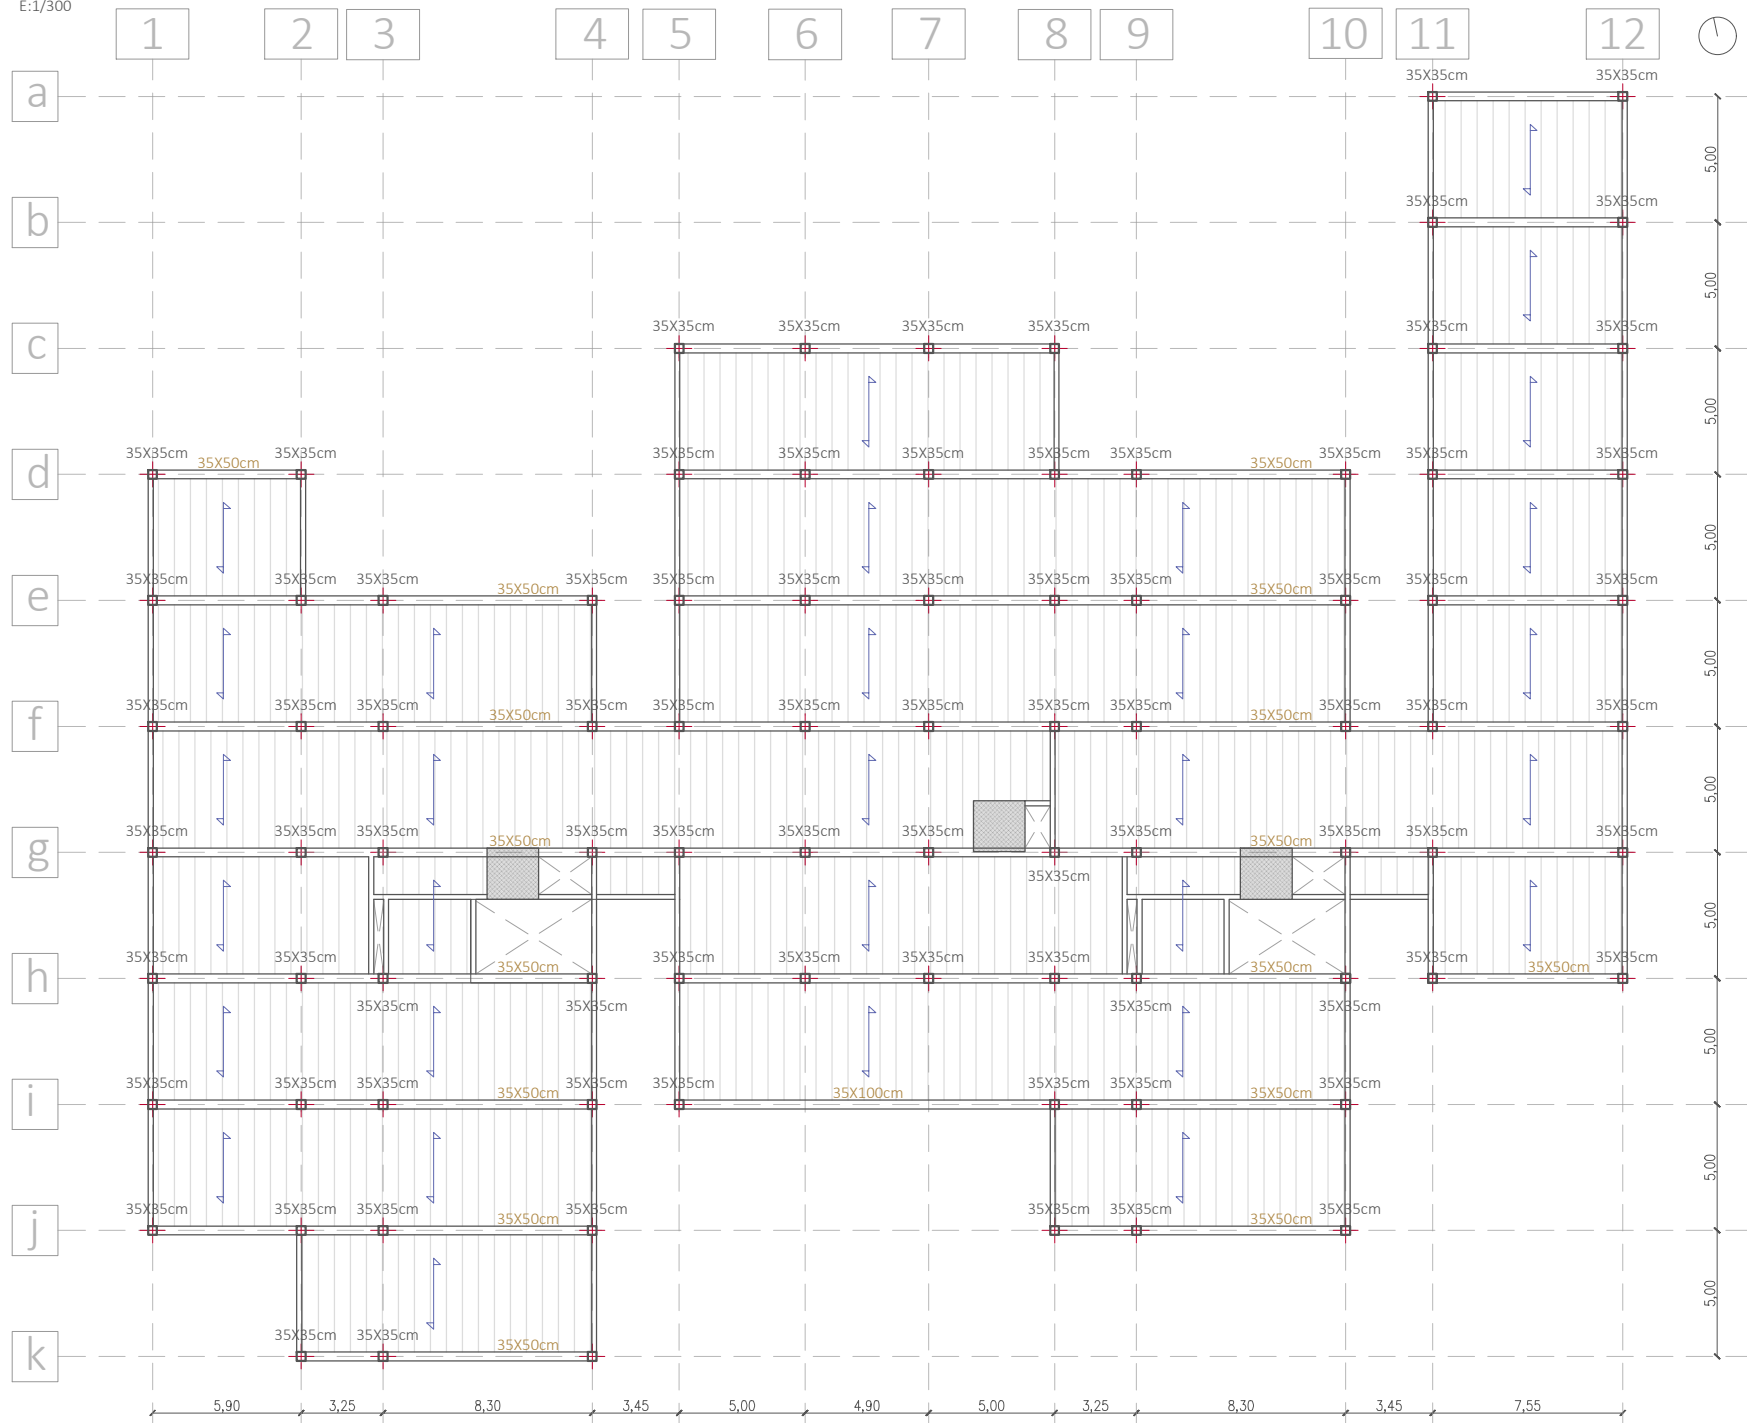 E:1/300
1 2 3 4 5 6 7 8 9 10 11 12
35X35cm 35X35cm
a
5,00
35X35cm 35X35cm
b
5,00
35X35cm 35X35cm 35X35cm 35X35cm 35X35cm 35X35cm
c
5,00
35X35cm 35X50cm 35X35cm 35X35cm 35X35cm 35X35cm 35X35cm 35X35cm 35X50cm 35X35cm 35X35cm 35X35cm
d
5,00
35X35cm 35X35cm 35X35cm 35X50cm 35X35cm 35X35cm 35X35cm 35X35cm 35X35cm 35X35cm 35X50cm 35X35cm 35X35cm 35X35cm
e
5,00
35X35cm 35X35cm 35X35cm 35X50cm 35X35cm 35X35cm 35X35cm 35X35cm 35X35cm 35X35cm 35X50cm 35X35cm 35X35cm 35X35cm
f
5,00
35X35cm 35X35cm 35X35cm 35X50cm 35X35cm 35X35cm 35X35cm 35X35cm 35X35cm 35X50cm 35X35cm 35X35cm 35X35cm
g
35X35cm
5,00
35X35cm 35X35cm 35X50cm 35X35cm 35X35cm 35X35cm 35X35cm 35X35cm 35X50cm 35X35cm 35X50cm 35X35cm
h
35X35cm 35X35cm 35X35cm 35X35cm
5,00
35X35cm 35X35cm 35X35cm 35X50cm 35X35cm 35X35cm 35X100cm 35X35cm 35X35cm 35X50cm 35X35cm
i
5,00
35X35cm 35X35cm 35X35cm 35X50cm 35X35cm 35X35cm 35X35cm 35X50cm 35X35cm
j
5,00
35X35cm 35X35cm 35X50cm
k
5,90 3,25 8,30 3,45 5,00 4,90 5,00 3,25 8,30 3,45 7,55